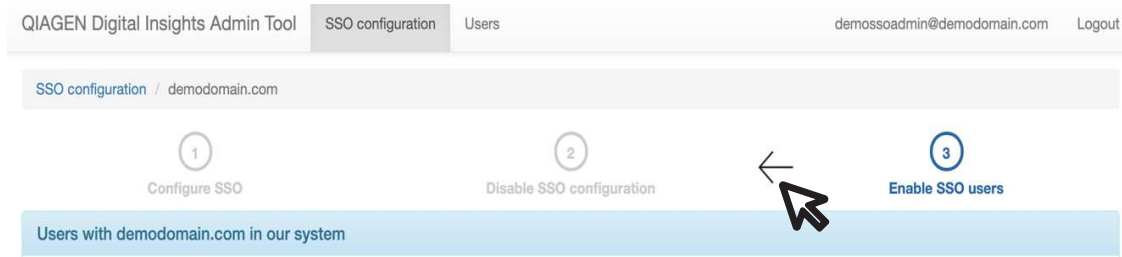 QIAGEN Digital Insights Admin Tool SSO configuration Users demossoadmin@demodomain.com Logout
SSO configuration / demodomain.com
1 2 3
Configure SSO Disable SSO configuration Enable SSO users
Users with demodomain.com in our system